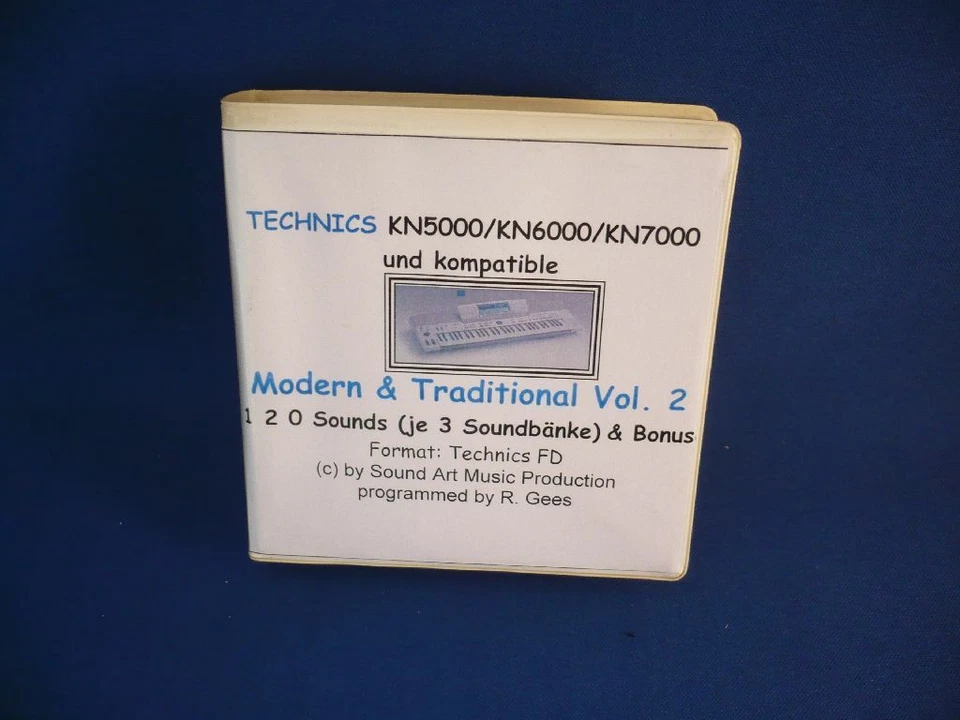 TECHNICS KN5000/KN6000/KN7000
und kompatible
Modern & Traditional Vol. 2
1 2 0 Sounds (je 3 Soundbänke) & Bonus
Format: Technics FD
(c) by Sound Art Music Production
programmed by R. Gees